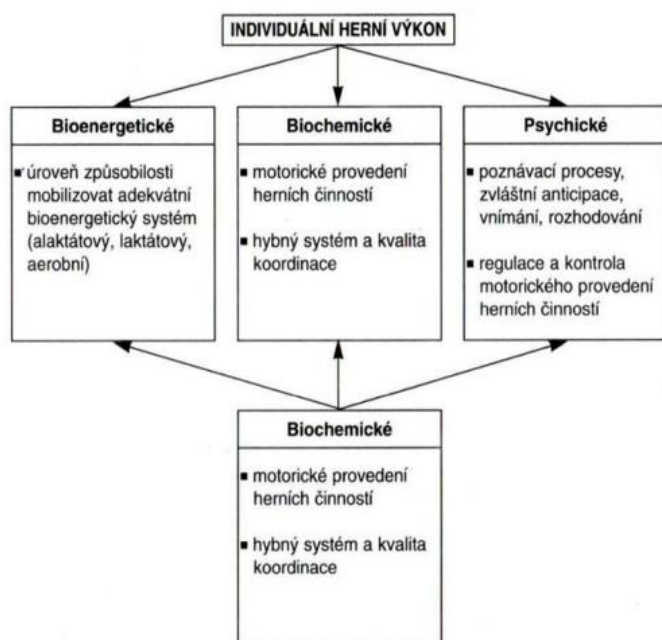 INDIVIDUÁLNÍ HERNÍ VÝKON
Bioenergetické
▪ úroveň způsobilosti
mobilizovat adekvátní
bioenergetický systém
(alaktátový, laktátový,
aerobní)
Biochemické
▪ motorické provedení
herních činností
▪ hybný systém a kvalita
koordinace
Psychické
▪ poznávací procesy,
zvláštní anticipace,
vnímání, rozhodování
▪ regulace a kontrola
motorického provedení
herních činností
Biochemické
▪ motorické provedení
herních činností
▪ hybný systém a kvalita
koordinace